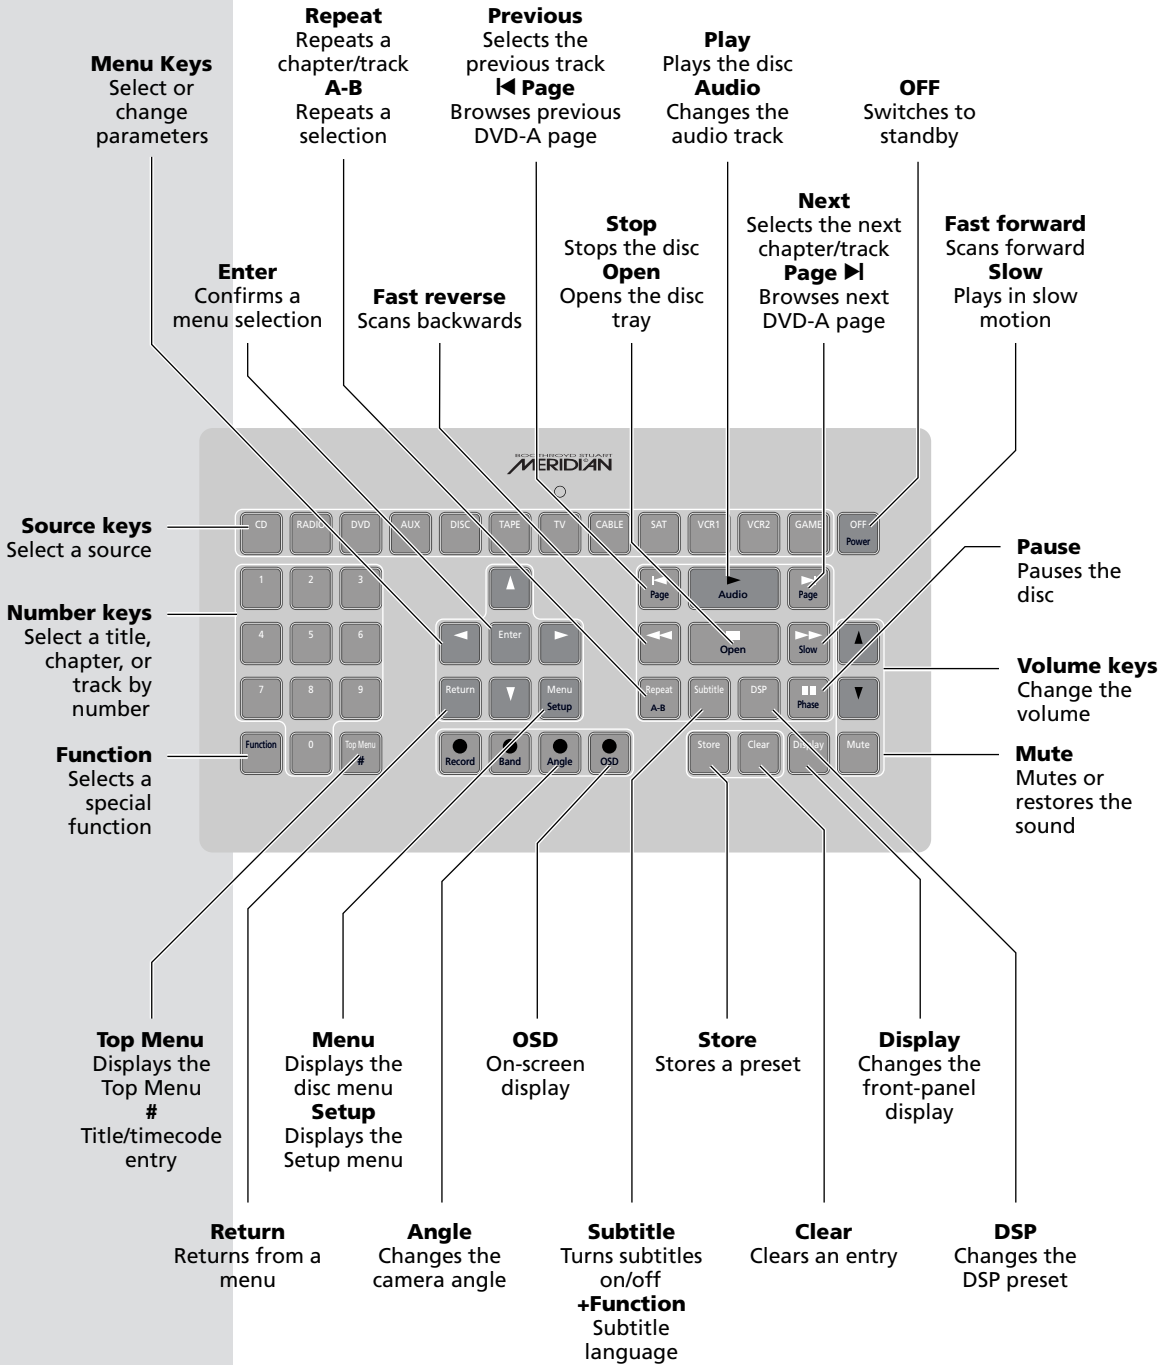 Repeat
Repeats a
chapter/track
A-B
Repeats a
selection
Previous
Selects the
previous track
Page
Browses previous
DVD-A page
Play
Plays the disc
Audio
Changes the
audio track
Menu Keys
Select or
change
parameters
OFF
Switches to
standby
Stop
Stops the disc
Open
Opens the disc
tray
Next
Selects the next
chapter/track
Page
Browses next
DVD-A page
Fast forward
Scans forward
Slow
Plays in slow
motion
Enter
Confirms a
menu selection
Fast reverse
Scans backwards
BOOTHROYD STUART
MERIDIAN
Source keys
Select a source
CD
RADIO
DVD
AUX
DISC
TAPE
TV
CABLE
SAT
VCR1
VCR2
GAME
OFF
Power
Pause
Pauses the
disc
Number keys
Select a title,
chapter, or
track by
number
1
2
3
Page
Audio
Page
4
5
6
Enter
Open
Slow
Volume keys
Change the
volume
7
8
9
Return
Menu
Setup
Repeat
A-B
Subtitle
DSP
Phase
Function
Selects a
special
function
Function
0
Top Menu
#
Record
Band
Angle
OSD
Store
Clear
Display
Mute
Mute
Mutes or
restores the
sound
Top Menu
Displays the
Top Menu
#
Title/timecode
entry
Menu
Displays the
disc menu
Setup
Displays the
Setup menu
OSD
On-screen
display
Store
Stores a preset
Display
Changes the
front-panel
display
Return
Returns from a
menu
Angle
Changes the
camera angle
Subtitle
Turns subtitles
on/off
+Function
Subtitle
language
Clear
Clears an entry
DSP
Changes the
DSP preset